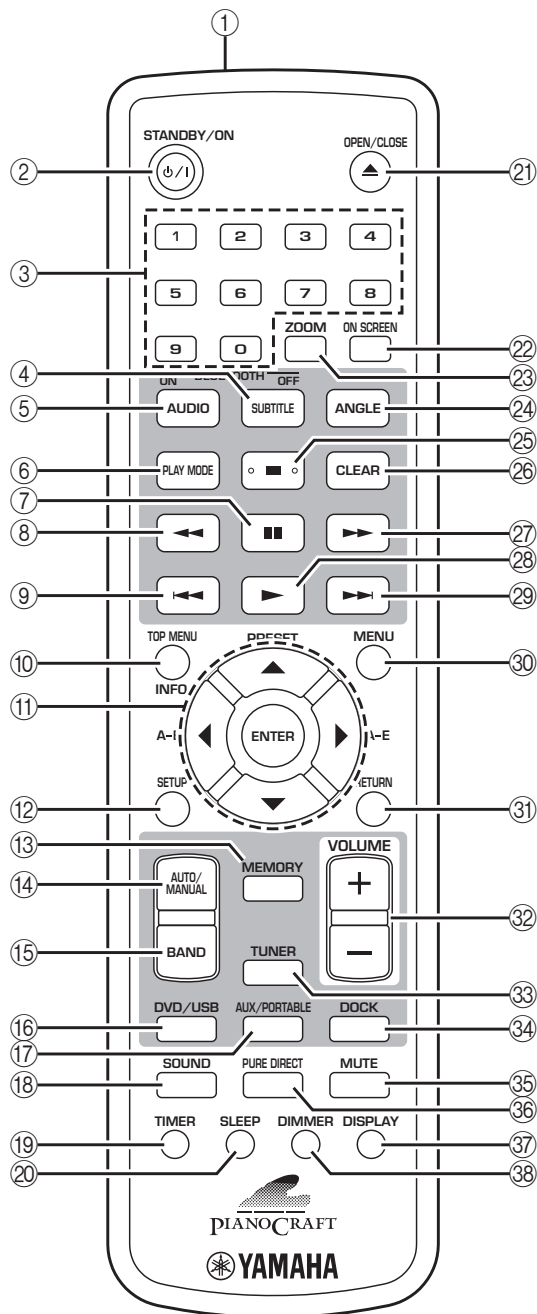 ①
STANDBY/ON
OPEN/CLOSE
② ⏻/I ⏏ ㉑
③
1 2 3 4
5 6 7 8
9 0
ZOOM ON SCREEN
㉒
㉓
④
ON OFF
⑤ AUDIO SUBTITLE ANGLE ㉔
㉕
⑥ PLAY MODE CLEAR ㉖
⑦
⑧ ㉗
㉘
⑨ ㉙
TOP MENU PRESET MENU
⑩ ㉚
INFO
⑪
ENTER
SETUP
⑫ ㉛
⑬
MEMORY VOLUME
⑭ AUTO/
MANUAL
+
㉜
⑮ BAND
TUNER
–
㉝
DVD/USB AUX/PORTABLE DOCK
⑯ ㉞
⑰
SOUND PURE DIRECT MUTE
⑱ ㉟
㊱
TIMER SLEEP DIMMER DISPLAY
⑲ ㊲
⑳ ㊳
PIANOCRAFT
YAMAHA